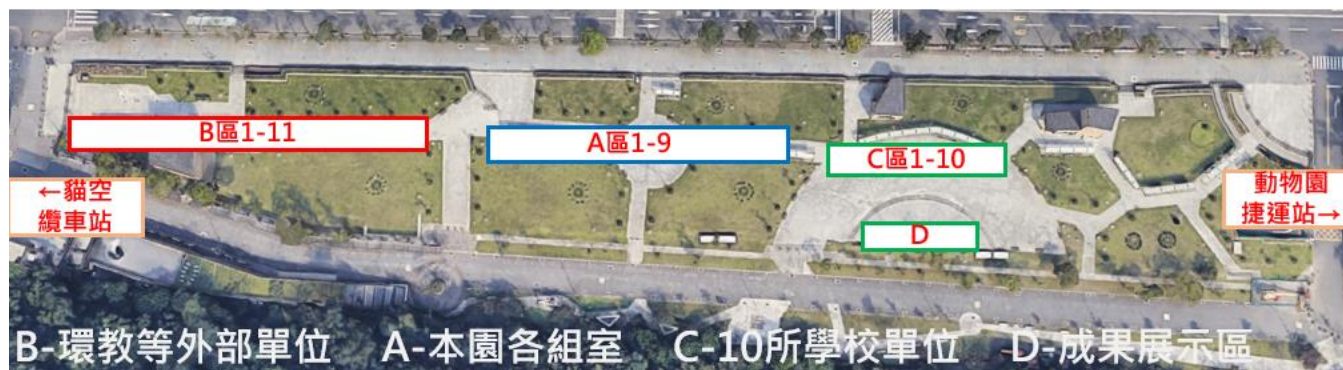 B區1-11
A區1-9
C區1-10
←貓空
纜車站
動物園
捷運站→
D
B-環教等外部單位 A-本園各組室 C-10所學校單位 D-成果展示區